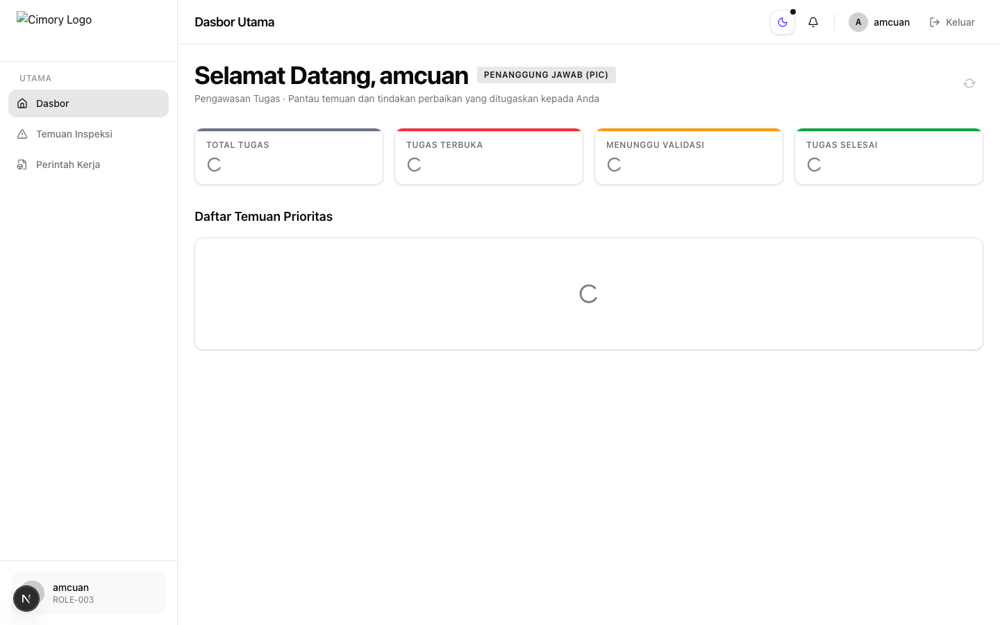 Cimory Logo
UTAMA
Dasbor
Temuan Inspeksi
Perintah Kerja
amcuan
ROLE-003
N
Dasbor Utama
A
amcuan
Keluar
Selamat Datang, amcuan
PENANGGUNG JAWAB (PIC)
Pengawasan Tugas · Pantau temuan dan tindakan perbaikan yang ditugaskan kepada Anda
TOTAL TUGAS
TUGAS TERBUKA
MENUNGGU VALIDASI
TUGAS SELESAI
Daftar Temuan Prioritas